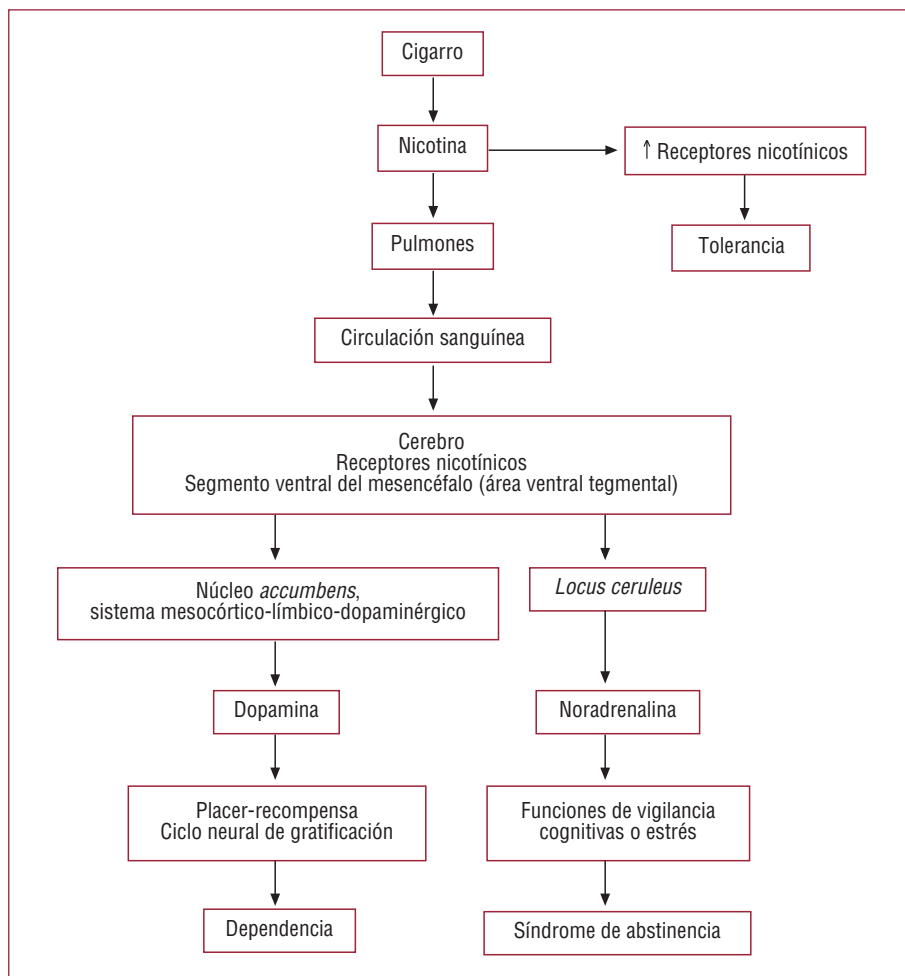 Cigarro
Nicotina
↑ Receptores nicotínicos
Pulmones
Tolerancia
Circulación sanguínea
Cerebro
Receptores nicotínicos
Segmento ventral del mesencéfalo (área ventral tegmental)
Núcleo accumbens,
sistema mesocórtico-límbico-dopaminérgico
Locus ceruleus
Dopamina
Noradrenalina
Placer-recompensa
Ciclo neural de gratificación
Funciones de vigilancia
cognitivas o estrés
Dependencia
Síndrome de abstinencia